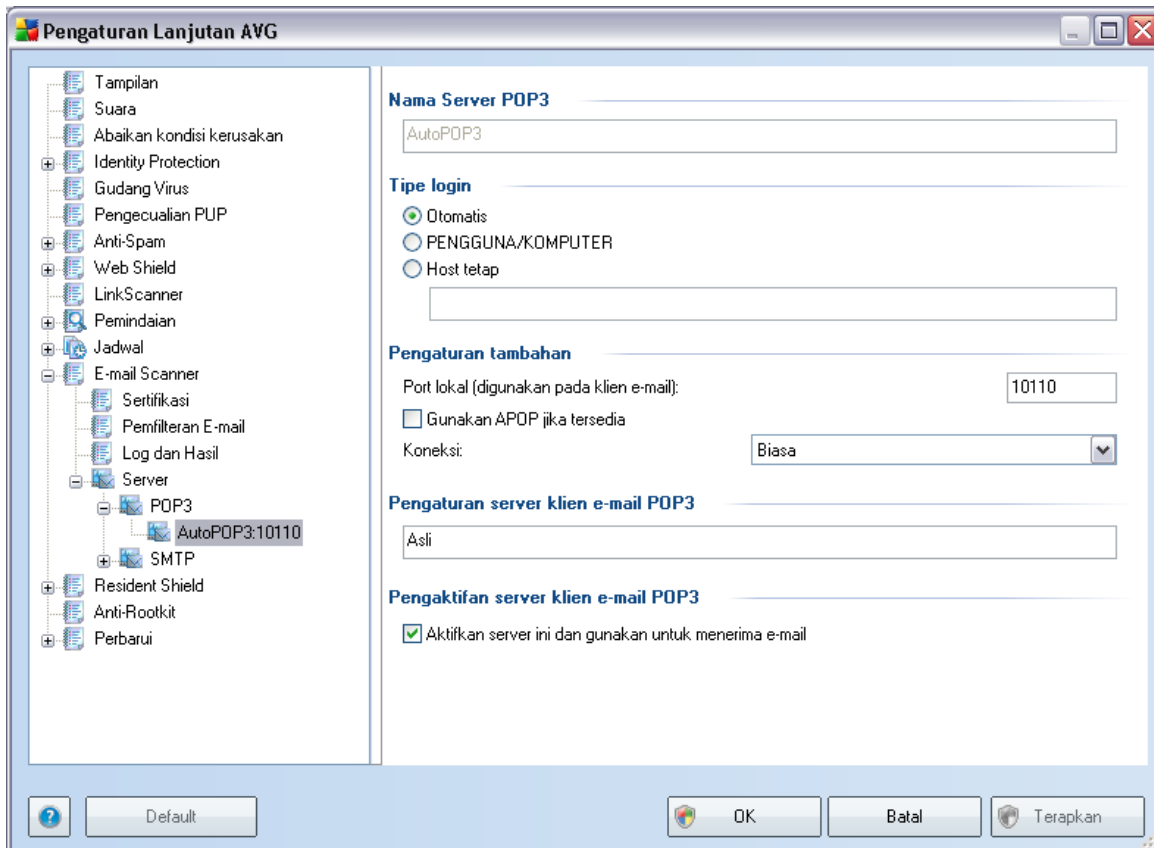 Pengaturan Lanjutan AVG
Tampilan
Suara
Abaikan kondisi kerusakan
Identity Protection
Gudang Virus
Pengecualian PUP
Anti-Spam
Web Shield
LinkScanner
Pemindaian
Jadwal
E-mail Scanner
Sertifikasi
Pemfilteran E-mail
Log dan Hasil
Server
POP3
AutoPOP3:10110
SMTP
Resident Shield
Anti-Rootkit
Perbarui
Nama Server POP3
AutoPOP3
Tipe login
Otomatis
PENGGUNA/KOMPUTER
Host tetap
Pengaturan tambahan
Port lokal (digunakan pada klien e-mail): 10110
Gunakan APOP jika tersedia
Koneksi: Biasa
Pengaturan server klien e-mail POP3
Asli
Pengaktifan server klien e-mail POP3
Aktifkan server ini dan gunakan untuk menerima e-mail
? Default OK Batal Terapkan